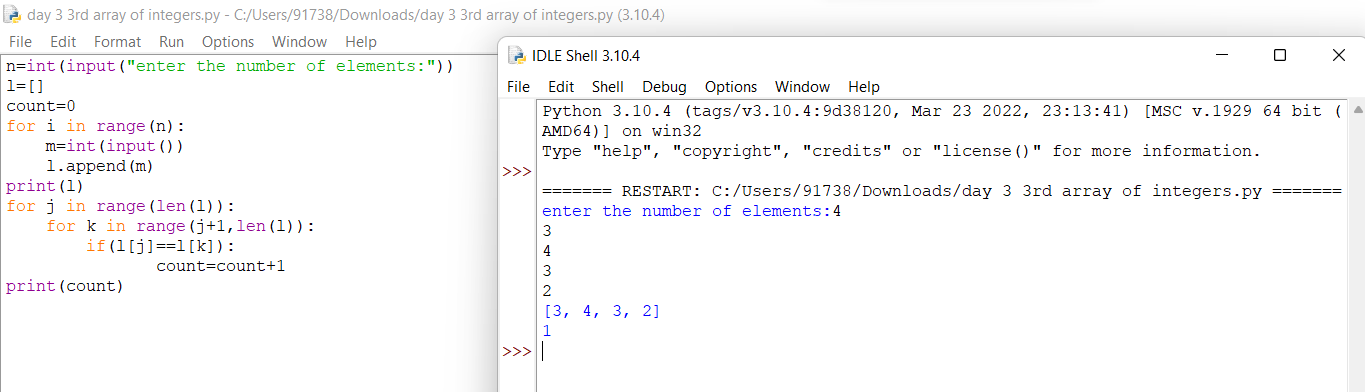 day 3 3rd array of integers.py - C:/Users/91738/Downloads/day 3 3rd array of integers.py (3.10.4)
File Edit Format Run Options Window Help
n=int(input("enter the number of elements:"))
l=[]
count=0
for i in range(n):
    m=int(input())
    l.append(m)
print(l)
for j in range(len(l)):
    for k in range(j+1,len(l)):
        if(l[j]==l[k]):
               count=count+1
print(count)
IDLE Shell 3.10.4
File Edit Shell Debug Options Window Help
Python 3.10.4 (tags/v3.10.4:9d38120, Mar 23 2022, 23:13:41) [MSC v.1929 64 bit (
AMD64)] on win32
Type "help", "copyright", "credits" or "license()" for more information.
>>>
======= RESTART: C:/Users/91738/Downloads/day 3 3rd array of integers.py =======
enter the number of elements:4
3
4
3
2
[3, 4, 3, 2]
1
>>>